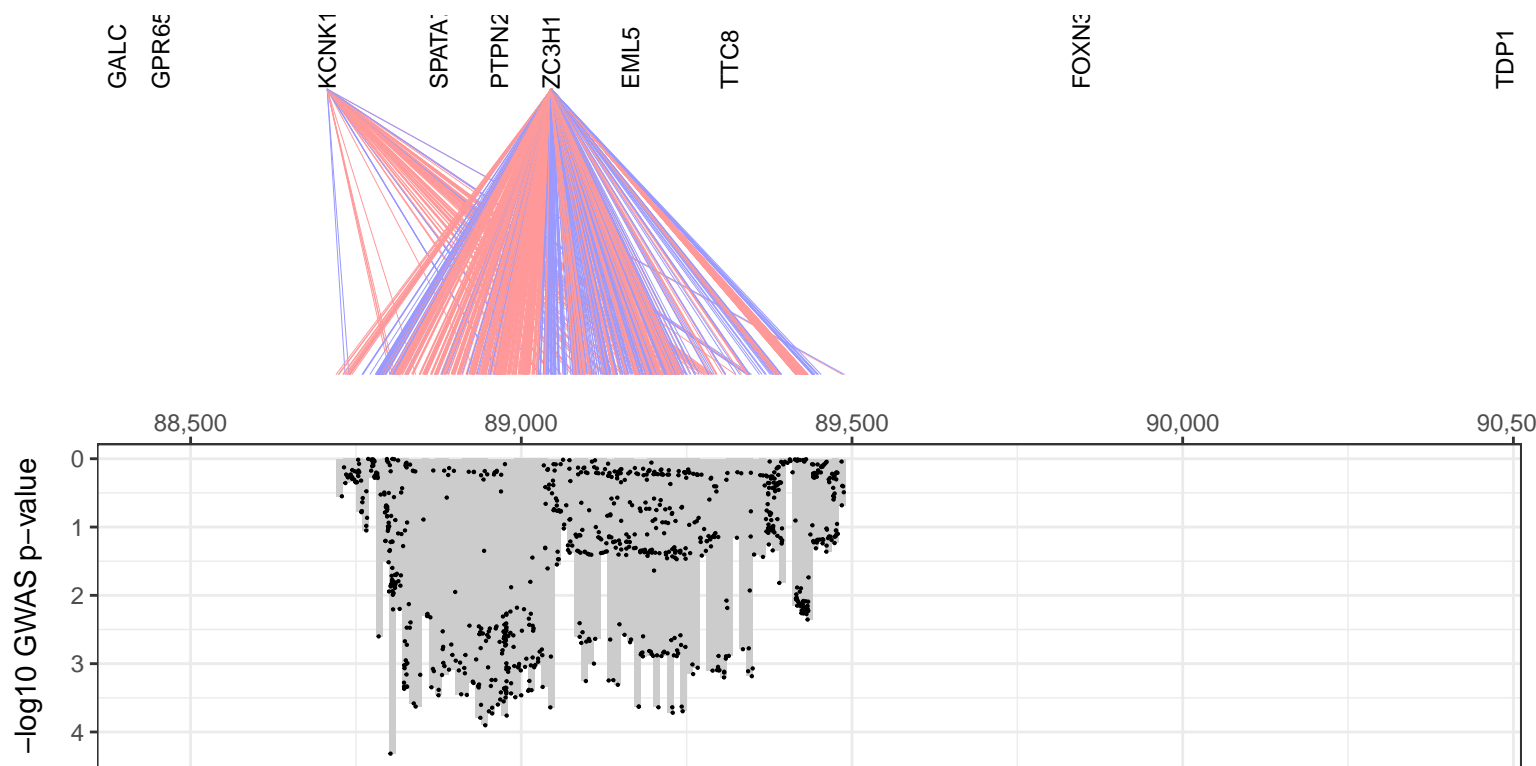 GALC
GPR65
KCNK1
SPATA
PTPN2
ZC3H1
EML5
TTC8
FOXN3
TDP1
88,500
89,000
89,500
90,000
90,50
−log10 GWAS p−value
0
1
2
3
4